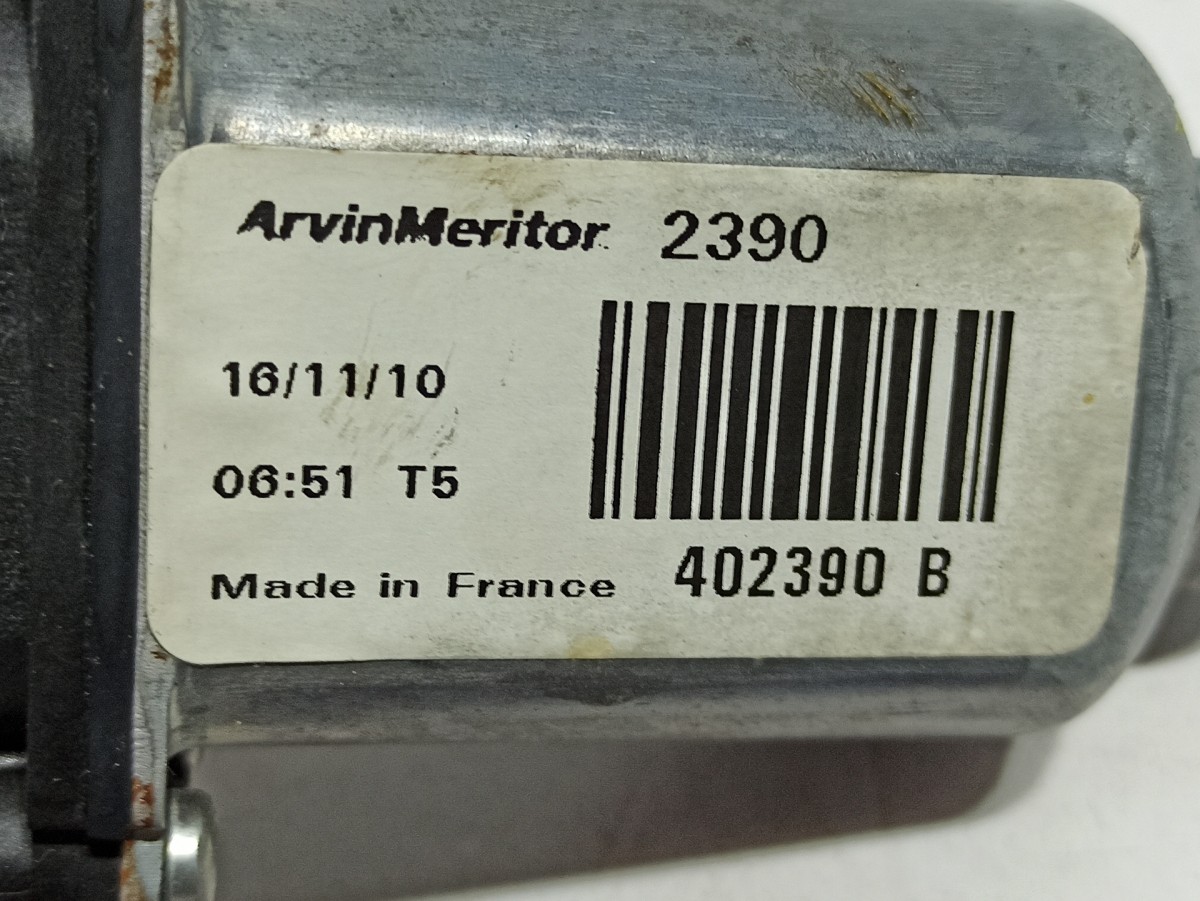 ArvinMeritor 2390
16/11/10
06:51 T5
Made in France 402390 B